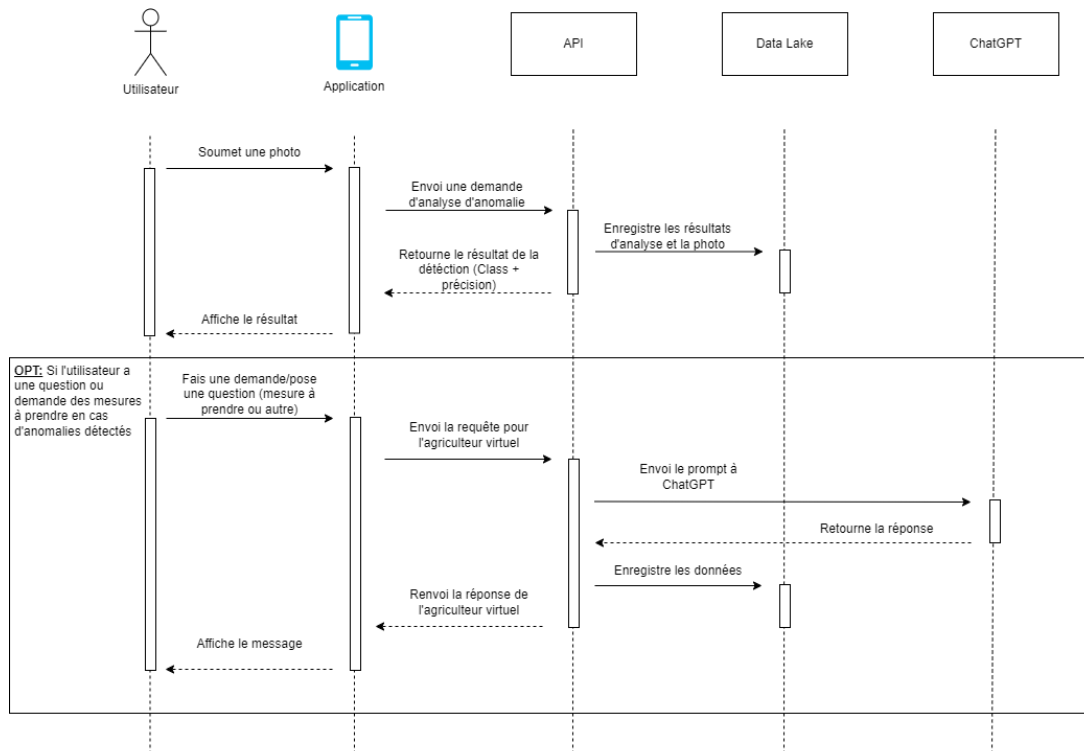 API
Data Lake
ChatGPT
Utilisateur
Application
Soumet une photo
Envoi une demande
d'analyse d'anomalie
Enregistre les résultats
d'analyse et la photo
Retourne le résultat de la
détéction (Class +
précision)
Affiche le résultat
OPT: Si l'utilisateur a
une question ou
demande des mesures
à prendre en cas
d'anomalies détectés
Fais une demande/pose
une question (mesure à
prendre ou autre)
Envoi la requête pour
l'agriculteur virtuel
Envoi le prompt à
ChatGPT
Retourne la réponse
Enregistre les données
Renvoi la réponse de
l'agriculteur virtuel
Affiche le message